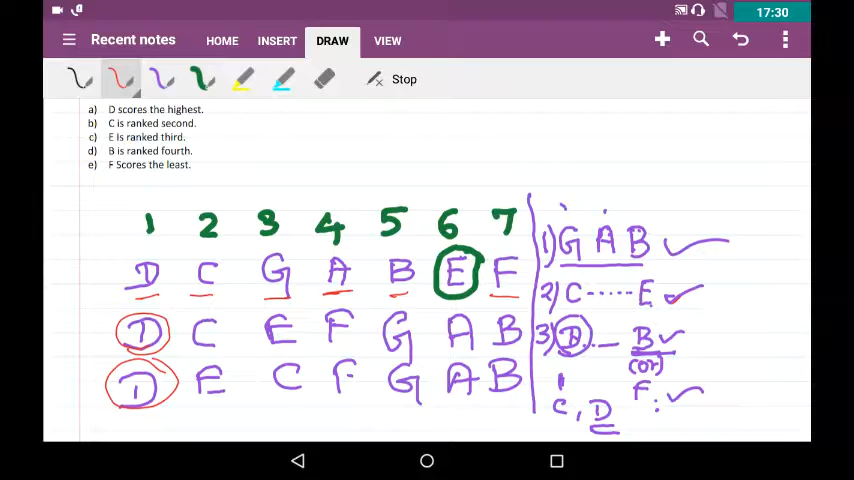 17:30
Recent notes HOME INSERT DRAW VIEW
Stop
a) D scores the highest.
b) C is ranked second.
c) E Is ranked third.
d) B is ranked fourth.
e) F Scores the least.
1 2 3 4 5 6 7
D C G A B E F
D C E F G A B
D E C F G A B
1) G A B
2) C ...... E
3) D ... B
(or)
F
C, D